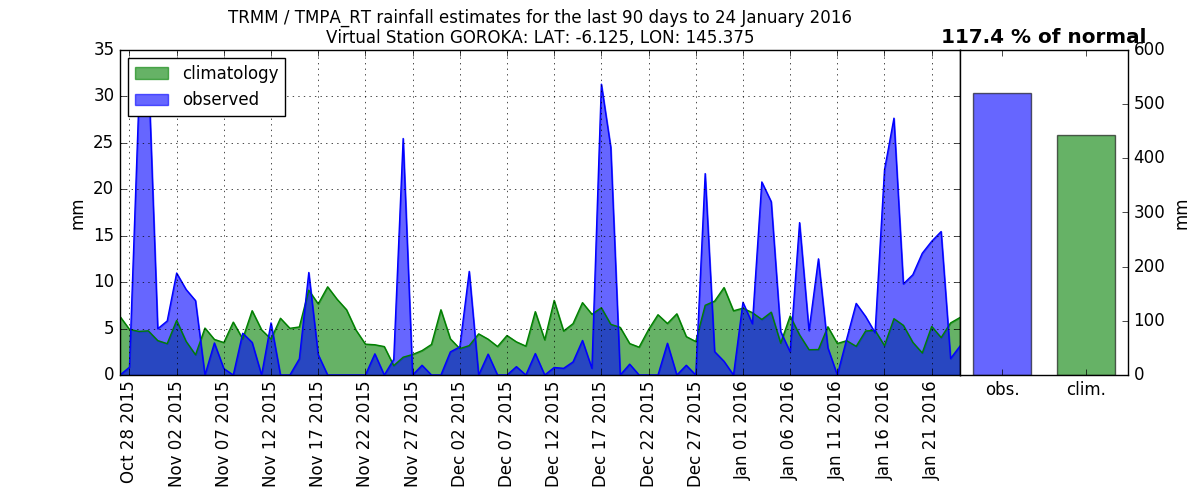 TRMM / TMPA_RT rainfall estimates for the last 90 days to 24 January 2016
Virtual Station GOROKA: LAT: -6.125, LON: 145.375
117.4 % of normal
climatology
observed
35
30
25
20
15
10
5
0
mm
Oct 28 2015
Nov 02 2015
Nov 07 2015
Nov 12 2015
Nov 17 2015
Nov 22 2015
Nov 27 2015
Dec 02 2015
Dec 07 2015
Dec 12 2015
Dec 17 2015
Dec 22 2015
Dec 27 2015
Jan 01 2016
Jan 06 2016
Jan 11 2016
Jan 16 2016
Jan 21 2016
600
500
400
300
200
100
0
mm
obs.
clim.